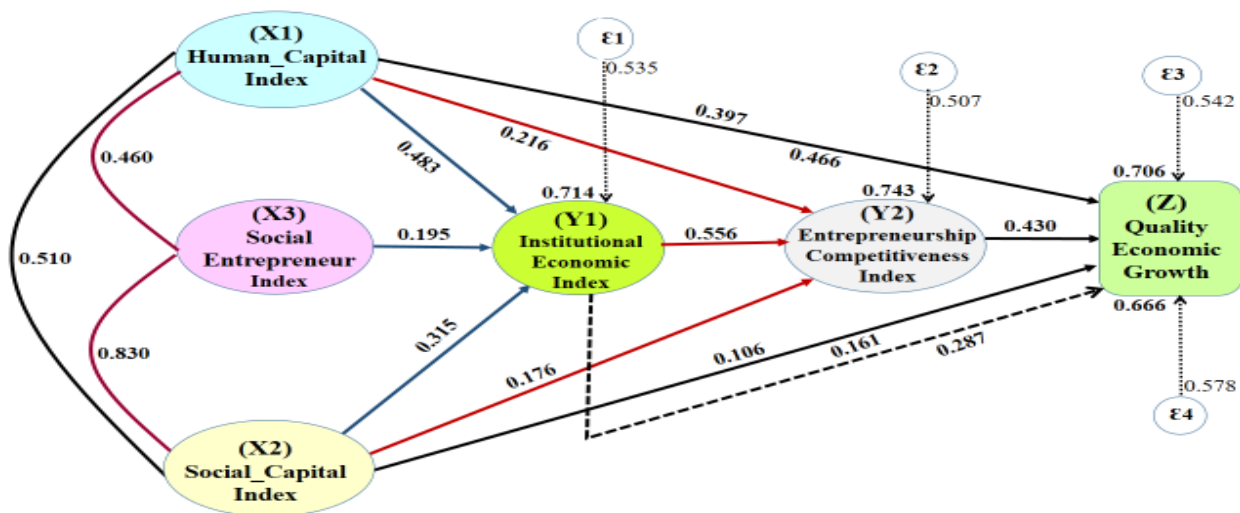 (X1)
Human_Capital
Index
ε1
0.535
ε2
0.507
ε3
0.542
0.397
0.466
0.216
0.483
0.460
0.714
0.743
0.706
(X3)
Social
Entrepreneur
Index
0.195
(Y1)
Institutional
Economic
Index
0.556
(Y2)
Entrepreneurship
Competitiveness
Index
0.430
(Z)
Quality
Economic
Growth
0.510
0.830
0.315
0.176
0.106
0.161
0.287
0.666
0.578
ε4
(X2)
Social_Capital
Index